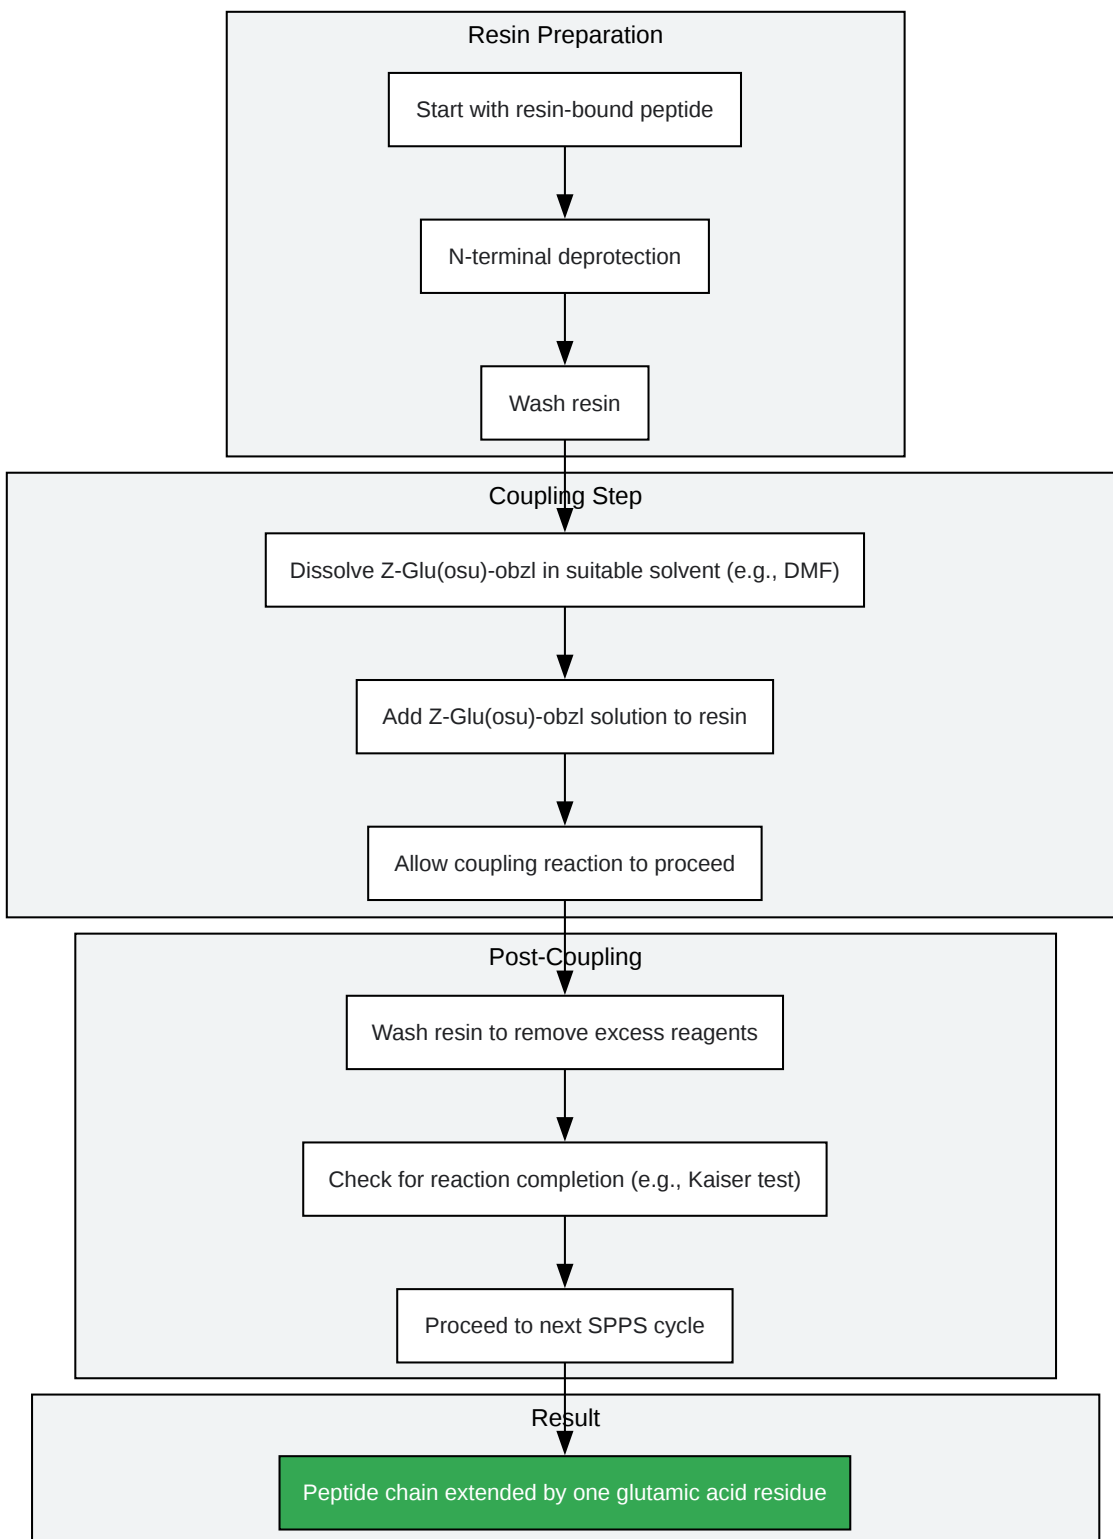 Resin Preparation
Start with resin-bound peptide
N-terminal deprotection
Wash resin
Coupling Step
Dissolve Z-Glu(osu)-obzl in suitable solvent (e.g., DMF)
Add Z-Glu(osu)-obzl solution to resin
Allow coupling reaction to proceed
Post-Coupling
Wash resin to remove excess reagents
Check for reaction completion (e.g., Kaiser test)
Proceed to next SPPS cycle
Result
Peptide chain extended by one glutamic acid residue